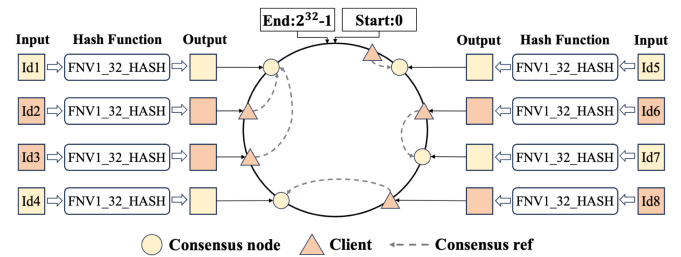 End:2³²-1 Start:0
Input Hash Function Output
Output Hash Function Input
Id1 FNV1_32_HASH
FNV1_32_HASH Id5
Id2 FNV1_32_HASH
FNV1_32_HASH Id6
Id3 FNV1_32_HASH
FNV1_32_HASH Id7
Id4 FNV1_32_HASH
FNV1_32_HASH Id8
Consensus node Client Consensus ref